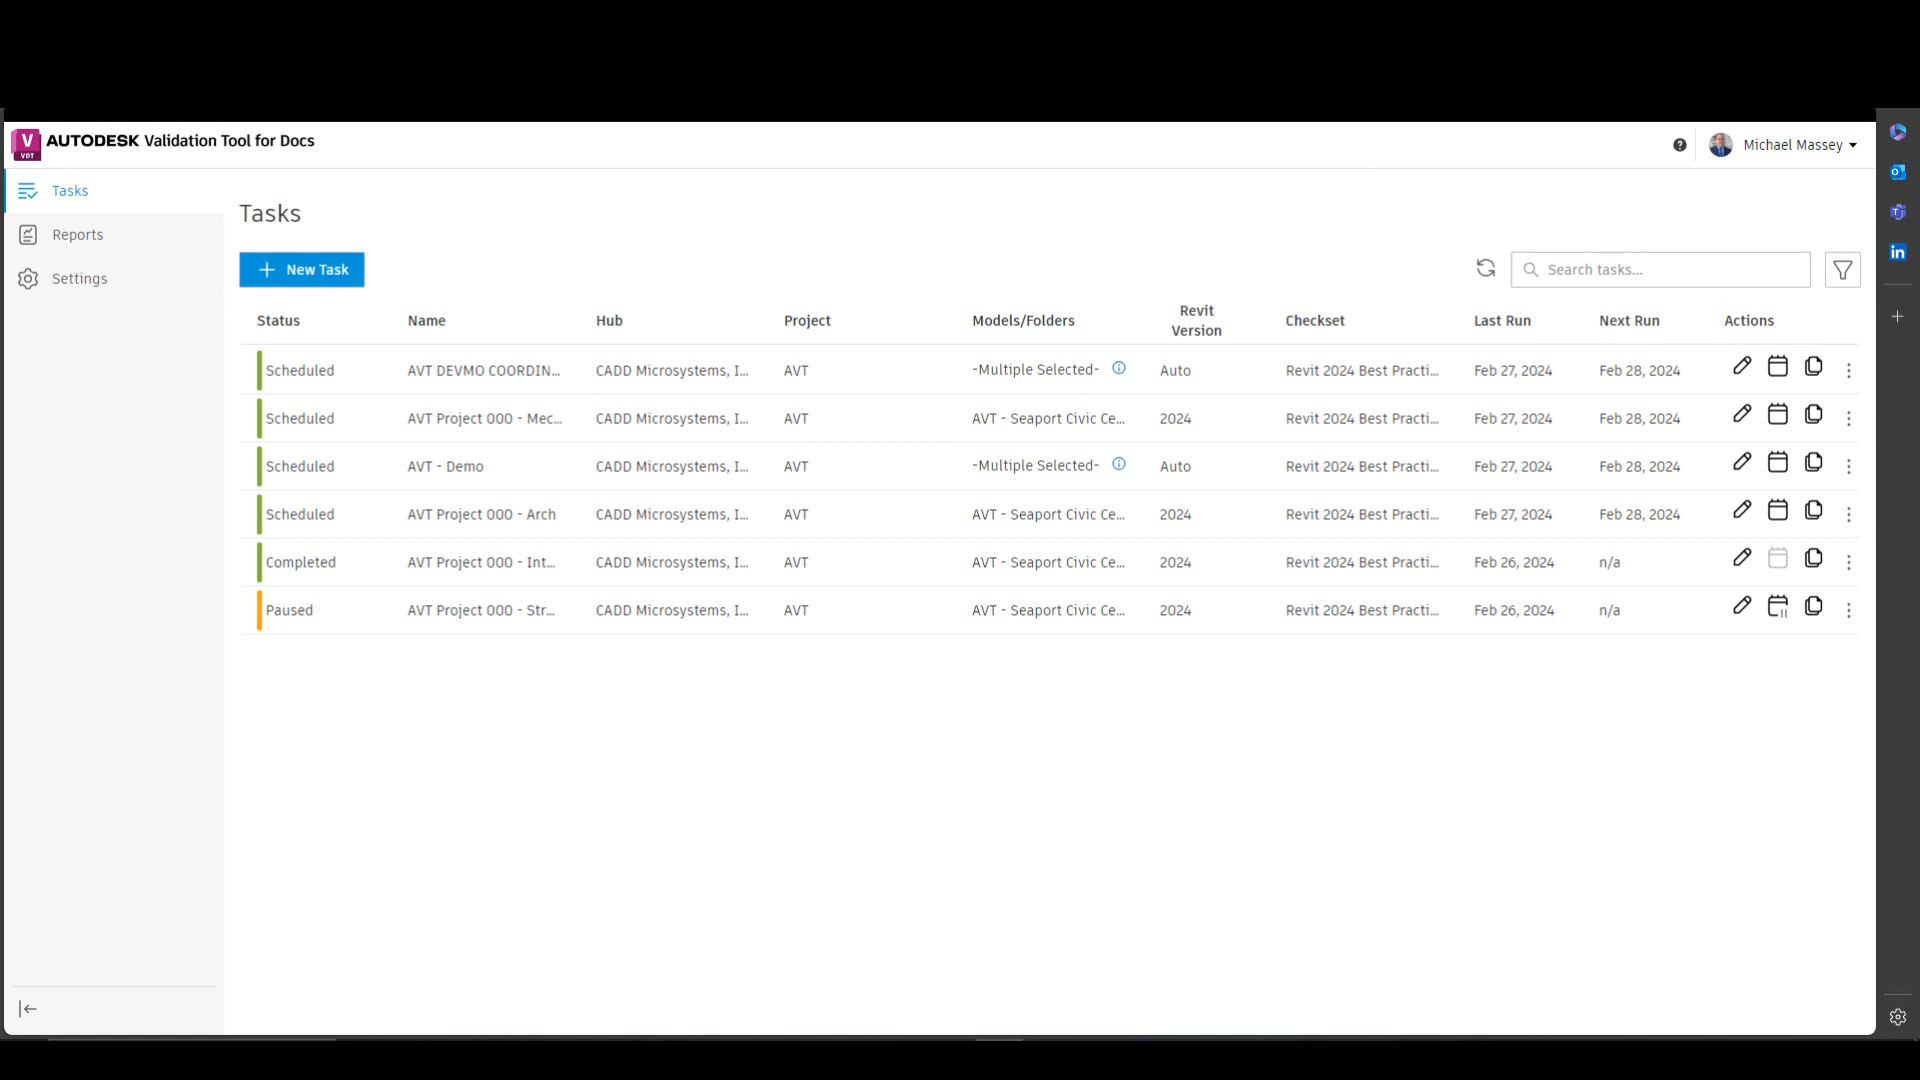 AUTODESK Validation Tool for Docs
Michael Massey
Tasks
Reports
Settings
Tasks
New Task
Search tasks...
Status Name Hub Project Models/Folders Revit Version Checkset Last Run Next Run Actions
Scheduled AVT DEVMO COORDIN... CADD Microsystems, I... AVT -Multiple Selected- Auto Revit 2024 Best Practi... Feb 27, 2024 Feb 28, 2024
Scheduled AVT Project 000 - Mec... CADD Microsystems, I... AVT AVT - Seaport Civic Ce... 2024 Revit 2024 Best Practi... Feb 27, 2024 Feb 28, 2024
Scheduled AVT - Demo CADD Microsystems, I... AVT -Multiple Selected- Auto Revit 2024 Best Practi... Feb 27, 2024 Feb 28, 2024
Scheduled AVT Project 000 - Arch CADD Microsystems, I... AVT AVT - Seaport Civic Ce... 2024 Revit 2024 Best Practi... Feb 27, 2024 Feb 28, 2024
Completed AVT Project 000 - Int... CADD Microsystems, I... AVT AVT - Seaport Civic Ce... 2024 Revit 2024 Best Practi... Feb 26, 2024 n/a
Paused AVT Project 000 - Str... CADD Microsystems, I... AVT AVT - Seaport Civic Ce... 2024 Revit 2024 Best Practi... Feb 26, 2024 n/a